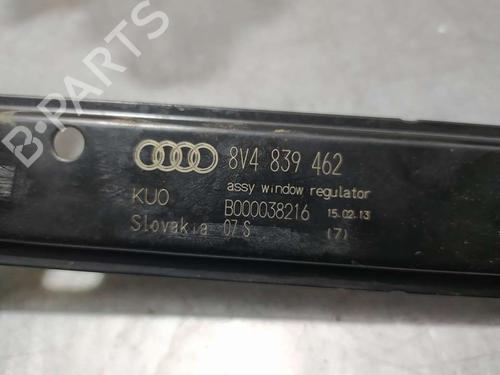 8V4 839 462
assy window regulator
KUO B000038216 15.02.13
Slovakia 07 S (7)
B-PARTS